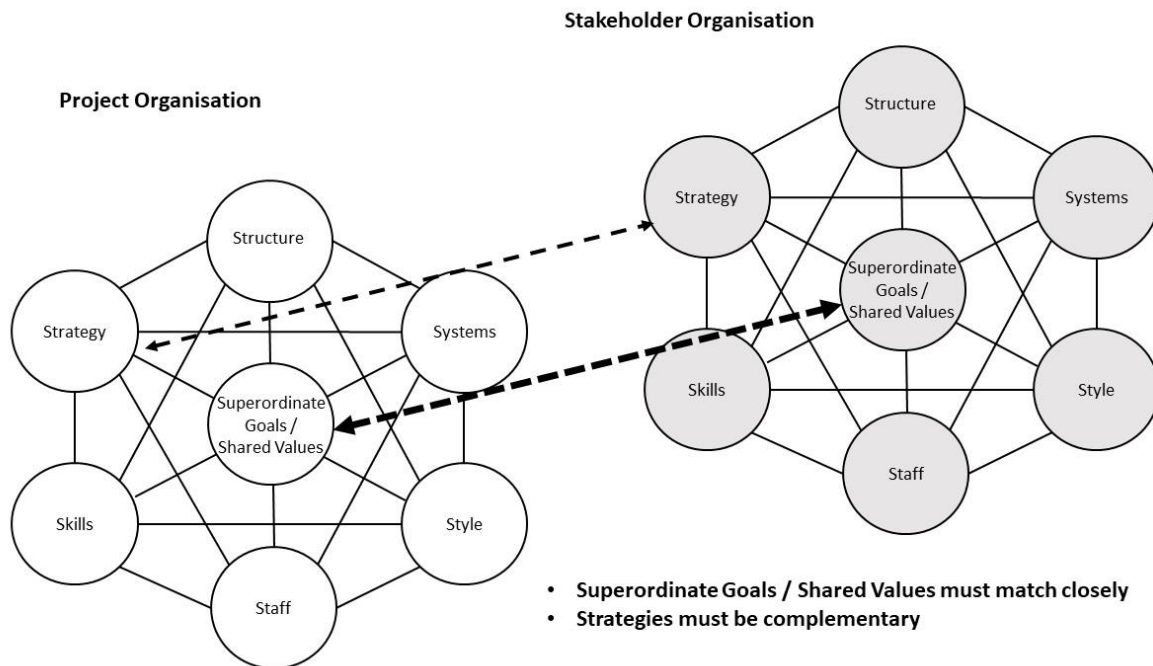 Stakeholder Organisation
Project Organisation
Structure
Strategy
Systems
Superordinate
Goals /
Shared Values
Skills
Style
Staff
Structure
Strategy
Systems
Superordinate
Goals /
Shared Values
Skills
Style
Staff
• Superordinate Goals / Shared Values must match closely
• Strategies must be complementary